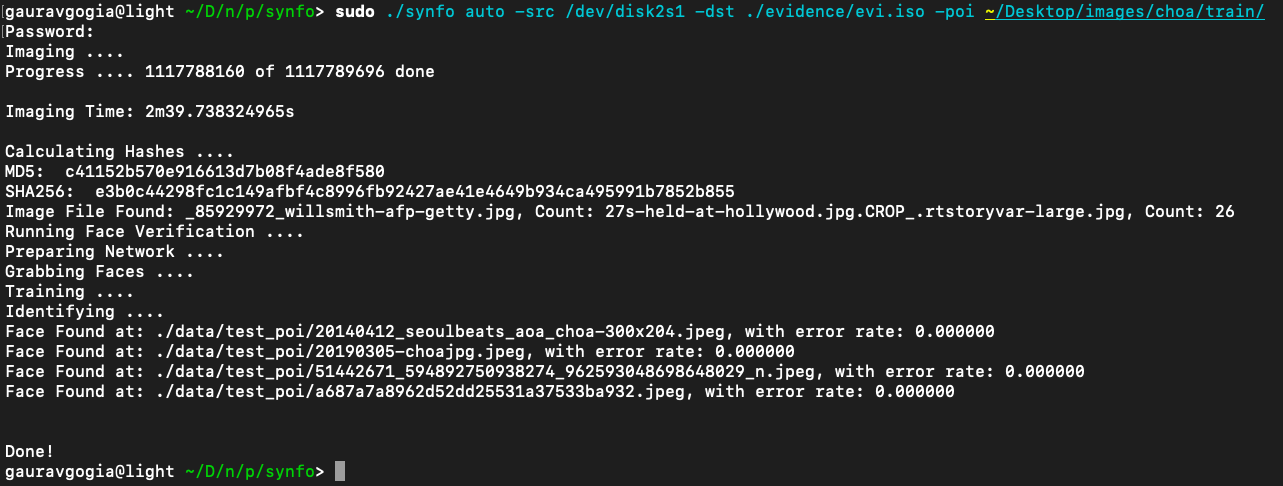 gauravgogia@light ~/D/n/p/synfo> sudo ./synfo auto -src /dev/disk2s1 -dst ./evidence/evi.iso -poi ~/Desktop/images/choa/train/
Password:
Imaging ....
Progress .... 1117788160 of 1117789696 done
Imaging Time: 2m39.738324965s
Calculating Hashes ....
MD5:  c41152b570e916613d7b08f4ade8f580
SHA256:  e3b0c44298fc1c149afbf4c8996fb92427ae41e4649b934ca495991b7852b855
Image File Found: _85929972_willsmith-afp-getty.jpg, Count: 27s-held-at-hollywood.jpg.CROP_.rtstoryvar-large.jpg, Count: 26
Running Face Verification ....
Preparing Network ....
Grabbing Faces ....
Training ....
Identifying ....
Face Found at: ./data/test_poi/20140412_seoulbeats_aoa_choa-300x204.jpeg, with error rate: 0.000000
Face Found at: ./data/test_poi/20190305-choajpg.jpeg, with error rate: 0.000000
Face Found at: ./data/test_poi/51442671_594892750938274_962593048698648029_n.jpeg, with error rate: 0.000000
Face Found at: ./data/test_poi/a687a7a8962d52dd25531a37533ba932.jpeg, with error rate: 0.000000
Done!
gauravgogia@light ~/D/n/p/synfo>